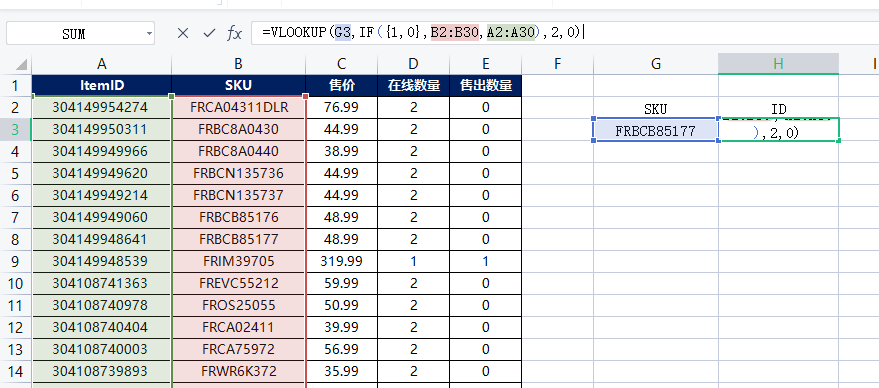 SUM fx =VLOOKUP(G3,IF({1,0},B2:B30,A2:A30),2,0)
A B C D E F G H I
1 ItemID SKU 售价 在线数量 售出数量
2 304149954274 FRCA04311DLR 76.99 2 0 SKU ID
3 304149950311 FRBC8A0430 44.99 2 0 FRBCB85177 ),2,0)
4 304149949966 FRBC8A0440 38.99 2 0
5 304149949620 FRBCN135736 44.99 2 0
6 304149949214 FRBCN135737 44.99 2 0
7 304149949060 FRBCB85176 48.99 2 0
8 304149948641 FRBCB85177 48.99 2 0
9 304149948539 FRIM39705 319.99 1 1
10 304108741363 FREVC55212 59.99 2 0
11 304108740978 FROS25055 50.99 2 0
12 304108740404 FRCA02411 39.99 2 0
13 304108740003 FRCA75972 56.99 2 0
14 304108739893 FRWR6K372 35.99 2 0